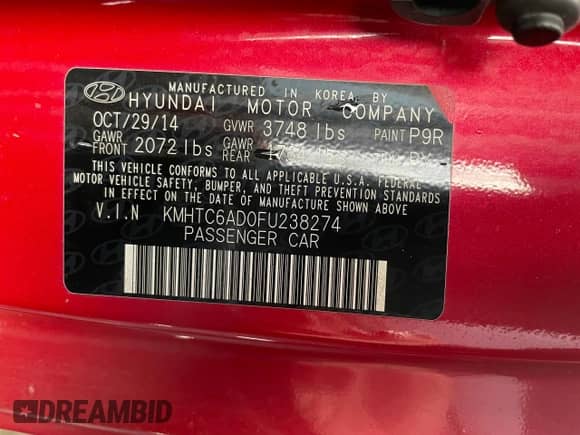 MANUFACTURED IN KOREA BY
HYUNDAI MOTOR COMPANY
OCT/29/14 GVWR 3748 lbs PAINT P9R
GAWR FRONT 2072 lbs GAWR REAR
THIS VEHICLE CONFORMS TO ALL APPLICABLE U.S.A. FEDERAL
MOTOR VEHICLE SAFETY, BUMPER, AND THEFT PREVENTION STANDARDS
IN EFFECT ON THE DATE OF MANUFACTURE SHOWN ABOVE.
V.I.N KMHTC6AD0FU238274
PASSENGER CAR
DREAMBID